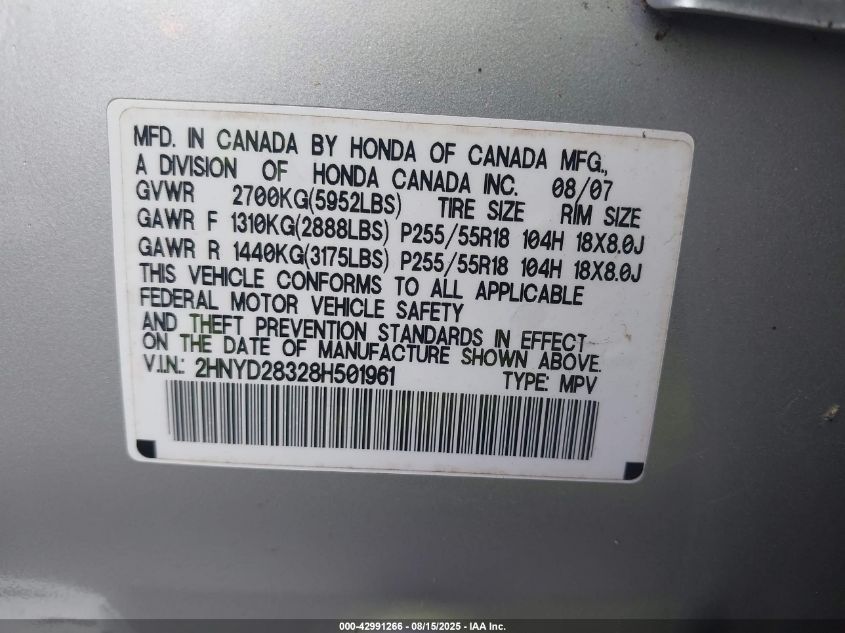 MFD. IN CANADA BY HONDA OF CANADA MFG.,
A DIVISION OF HONDA CANADA INC. 08/07
GVWR 2700KG(5952LBS) TIRE SIZE RIM SIZE
GAWR F 1310KG(2888LBS) P255/55R18 104H 18X8.0J
GAWR R 1440KG(3175LBS) P255/55R18 104H 18X8.0J
THIS VEHICLE CONFORMS TO ALL APPLICABLE
FEDERAL MOTOR VEHICLE SAFETY
AND THEFT PREVENTION STANDARDS IN EFFECT
ON THE DATE OF MANUFACTURE SHOWN ABOVE.
V.I.N.: 2HNYD28328H501961 TYPE: MPV
000-42991266 - 08/15/2025 - IAA Inc.